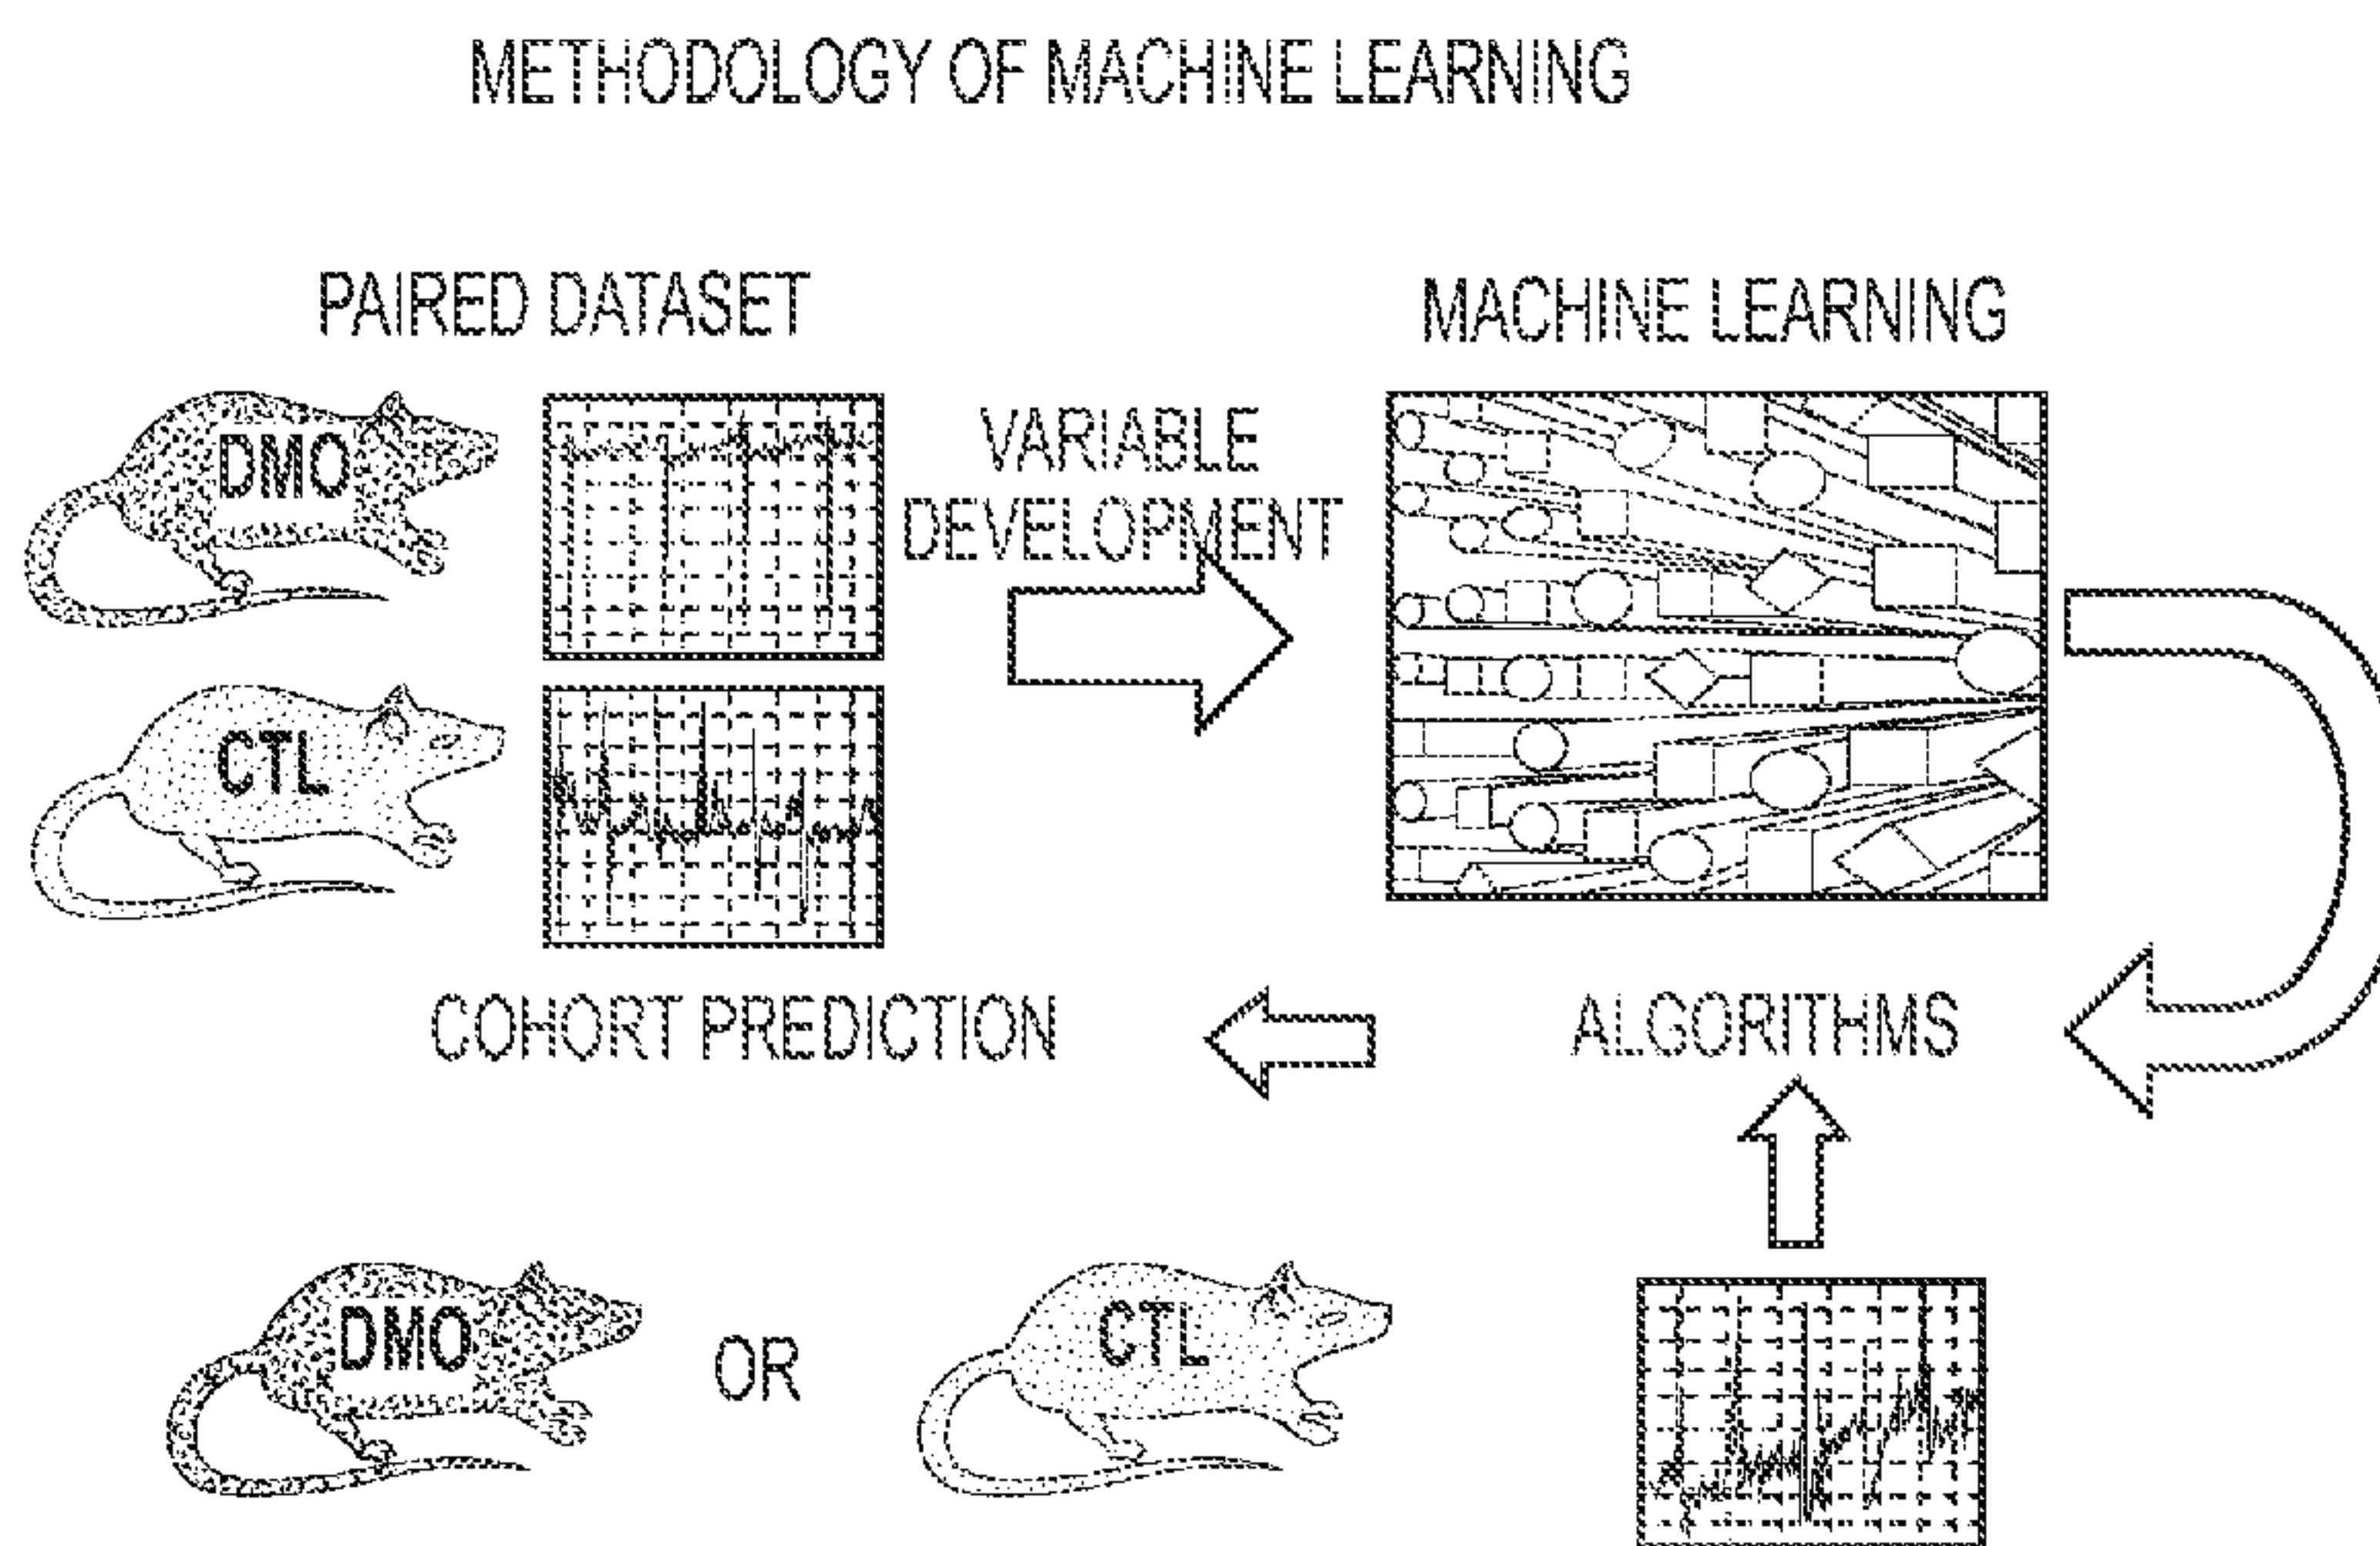 METHODOLOGY OF MACHINE LEARNING
PAIRED DATASET
MACHINE LEARNING
DMO
VARIABLE
DEVELOPMENT
CTL
COHORT PREDICTION
ALGORITHMS
DMO
OR
CTL